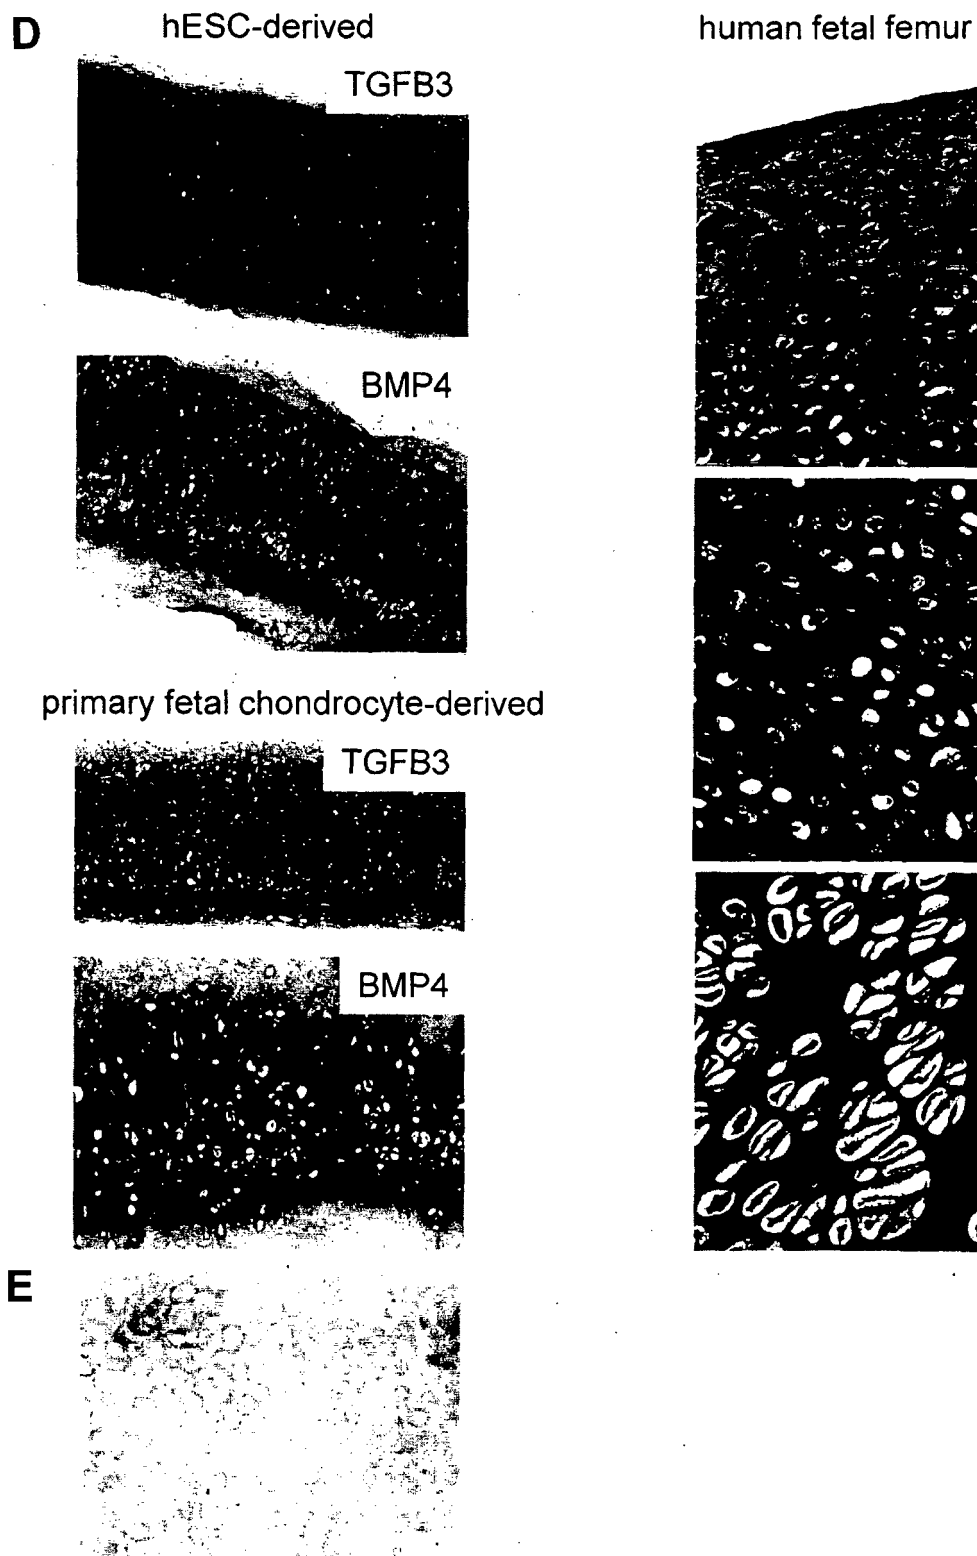 D
hESC-derived
human fetal femur
TGFB3
BMP4
primary fetal chondrocyte-derived
TGFB3
BMP4
E